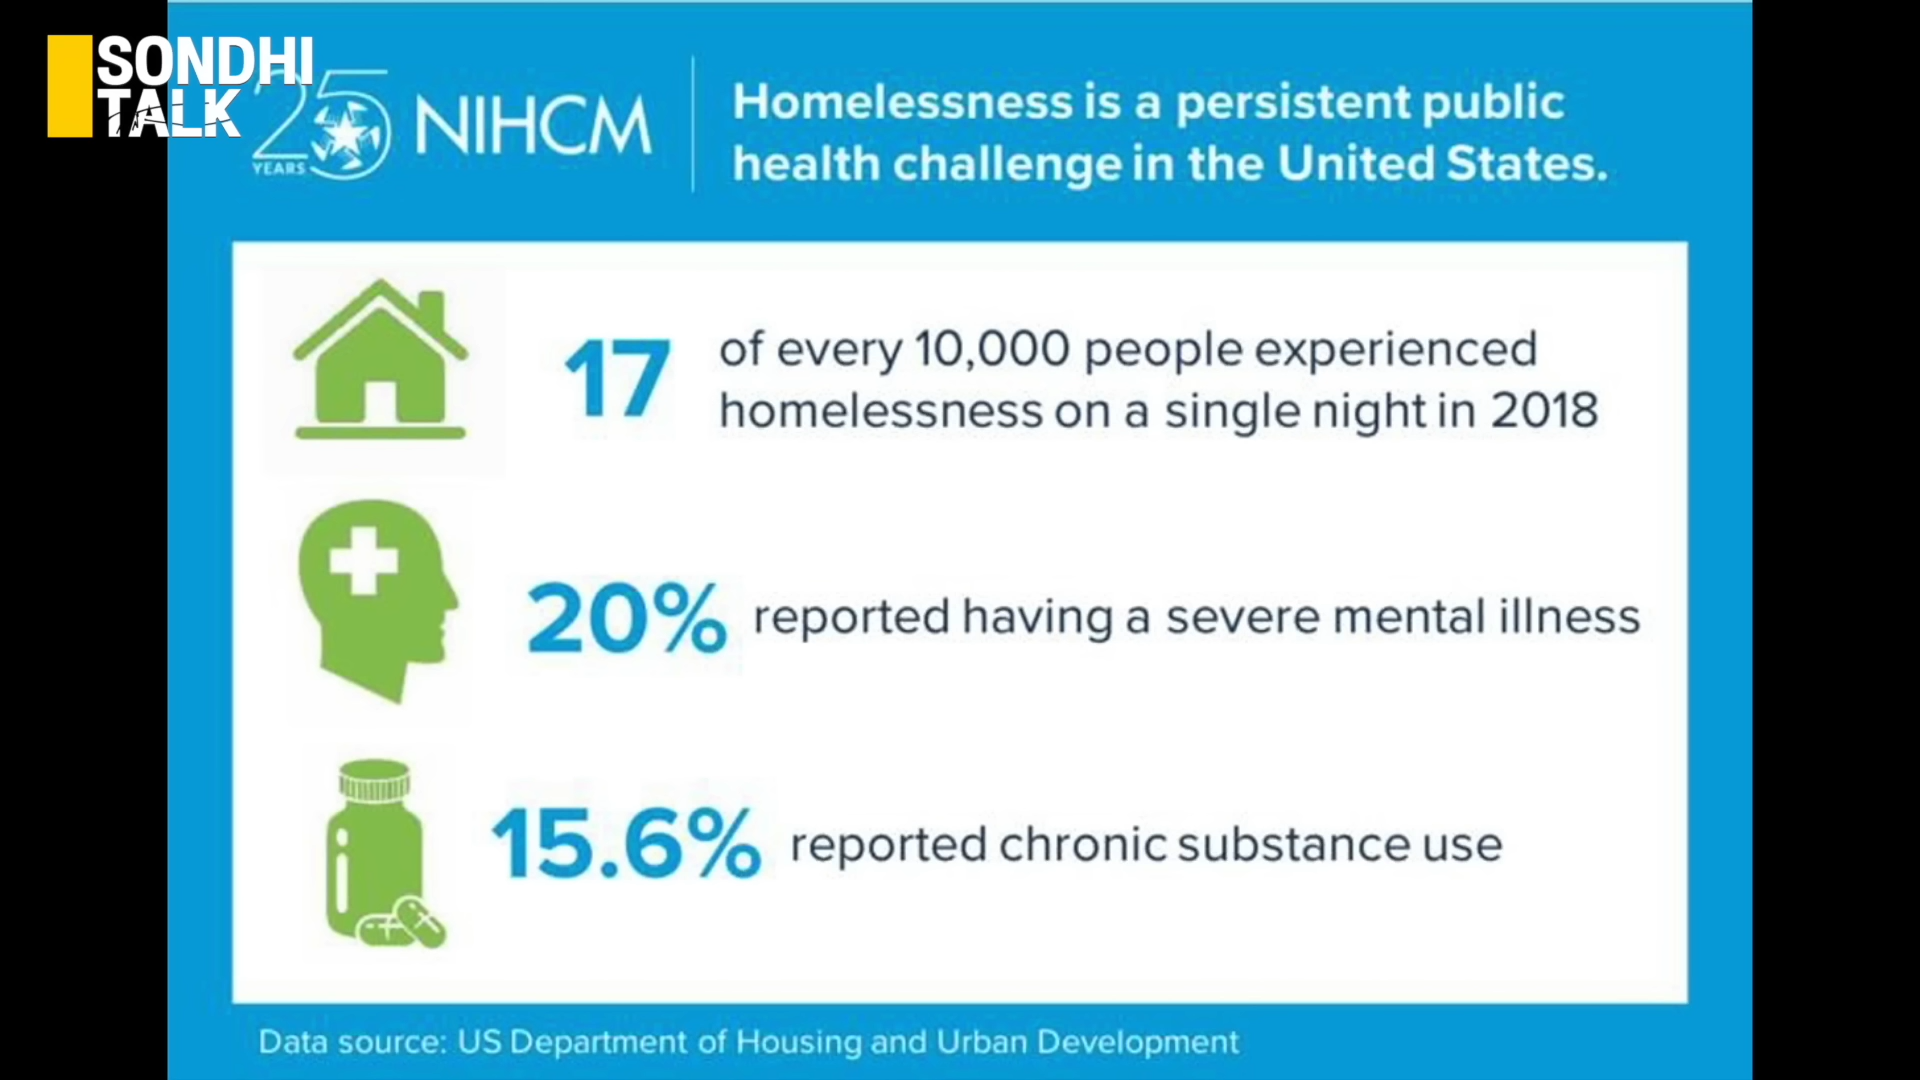 SONDHI
TALK
25
YEARS
NIHCM
Homelessness is a persistent public
health challenge in the United States.
17
of every 10,000 people experienced
homelessness on a single night in 2018
20% reported having a severe mental illness
15.6% reported chronic substance use
Data source: US Department of Housing and Urban Development